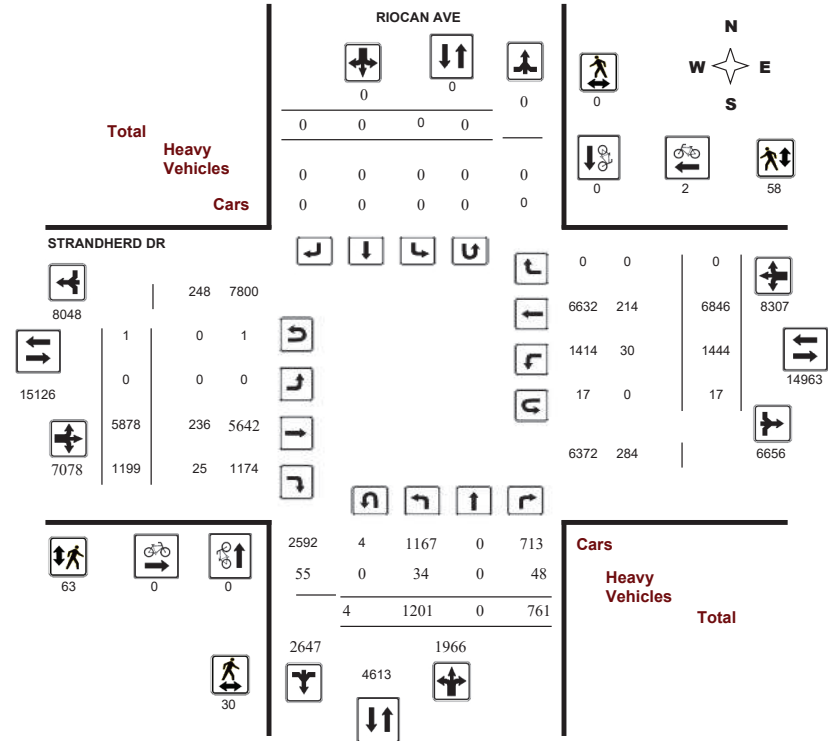 RIOCAN AVE
N
W E
S
0 0 0 0
Total 0 0 0 0
Heavy
Vehicles 0 0 0 0 0
Cars 0 0 0 0 0
0 2 58
STRANDHERD DR
8048 248 7800
0 0 0 8307
6632 214 6846
15126 1 0 1
1414 30 1444 14963
0 0 0
17 0 17
7078 5878 236 5642
6372 284 6656
1199 25 1174
63 0 0
2592 4 1167 0 713 Cars
55 0 34 0 48 Heavy
Vehicles
4 1201 0 761 Total
2647 1966
4613
30